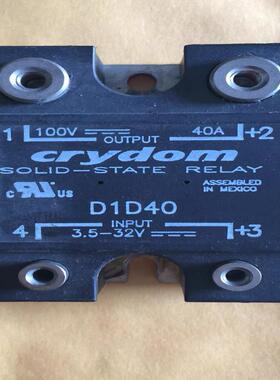 1 100V 40A +2
OUTPUT
crydom
SOLID-STATE RELAY
c RU US ASSEMBLED
IN MEXICO
D1D40
4 INPUT +3
3.5-32V